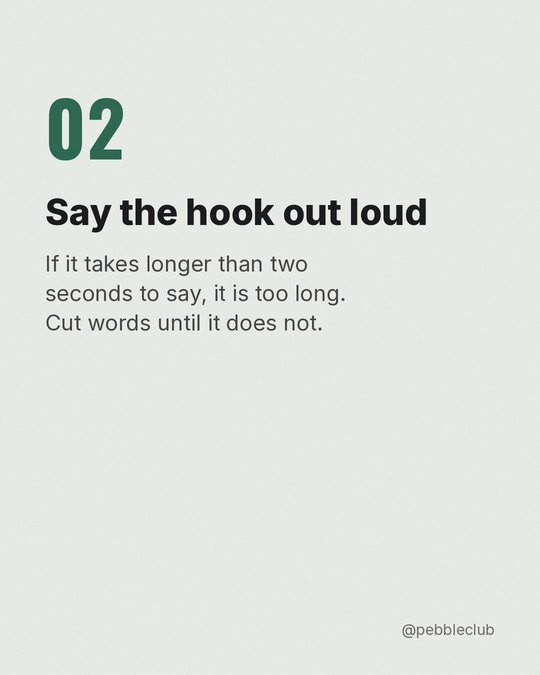 02
Say the hook out loud
If it takes longer than two
seconds to say, it is too long.
Cut words until it does not.
@pebbleclub